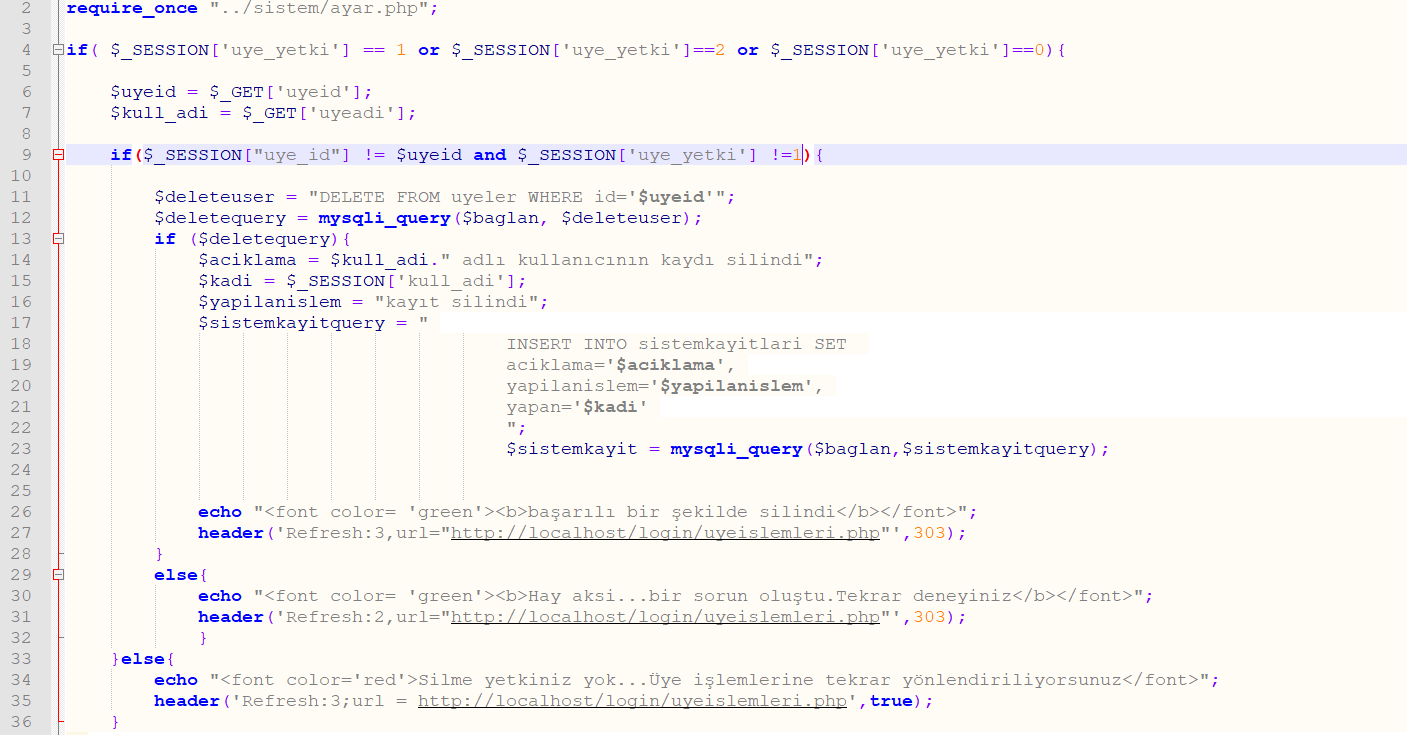 2 require_once "../sistem/ayar.php";
3
4 if( $_SESSION['uye_yetki'] == 1 or $_SESSION['uye_yetki']==2 or $_SESSION['uye_yetki']==0){
5
6 $uyeid = $_GET['uyeid'];
7 $kull_adi = $_GET['uyeadi'];
8
9 if($_SESSION["uye_id"] != $uyeid and $_SESSION['uye_yetki'] !=1){
10
11 $deleteuser = "DELETE FROM uyeler WHERE id='$uyeid'";
12 $deletequery = mysqli_query($baglan, $deleteuser);
13 if ($deletequery){
14 $aciklama = $kull_adi." adlı kullanıcının kaydı silindi";
15 $kadi = $_SESSION['kull_adi'];
16 $yapilanislem = "kayıt silindi";
17 $sistemkayitquery = "
18 INSERT INTO sistemkayitlari SET
19 aciklama='$aciklama',
20 yapilanislem='$yapilanislem',
21 yapan='$kadi'
22 ";
23 $sistemkayit = mysqli_query($baglan,$sistemkayitquery);
24
25
26 echo "<font color= 'green'><b>başarılı bir şekilde silindi</b></font>";
27 header('Refresh:3,url="http://localhost/login/uyeislemleri.php"',303);
28 }
29 else{
30 echo "<font color= 'green'><b>Hay aksi...bir sorun oluştu.Tekrar deneyiniz</b></font>";
31 header('Refresh:2,url="http://localhost/login/uyeislemleri.php"',303);
32 }
33 }else{
34 echo "<font color='red'>Silme yetkiniz yok...Üye işlemlerine tekrar yönlendiriliyorsunuz</font>";
35 header('Refresh:3;url = http://localhost/login/uyeislemleri.php',true);
36 }